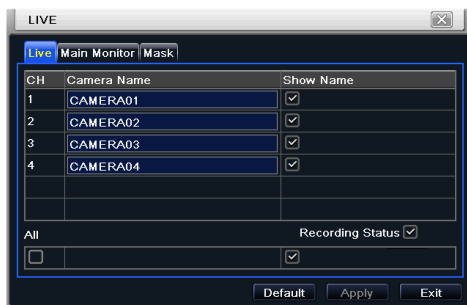 LIVE
Live Main Monitor Mask
CH Camera Name Show Name
1 CAMERA01
2 CAMERA02
3 CAMERA03
4 CAMERA04
All Recording Status
Default Apply Exit